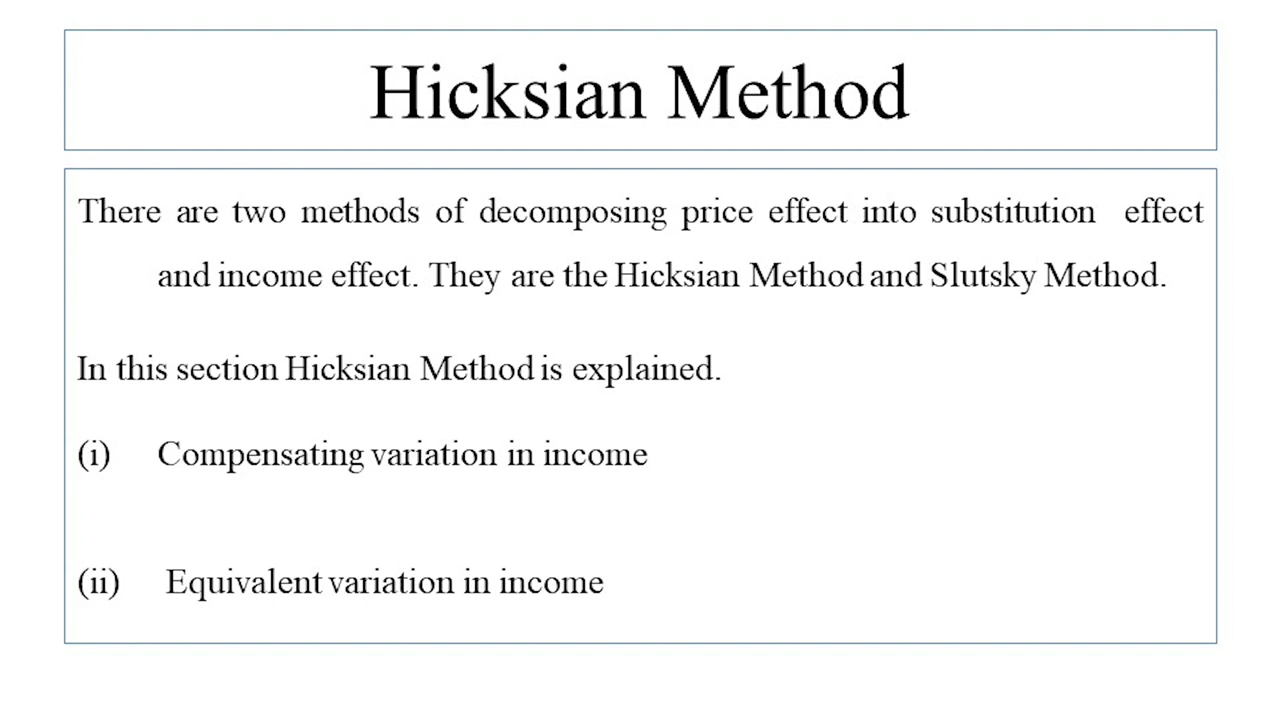 Hicksian Method
There are two methods of decomposing price effect into substitution effect
and income effect. They are the Hicksian Method and Slutsky Method.
In this section Hicksian Method is explained.
(i) Compensating variation in income
(ii) Equivalent variation in income